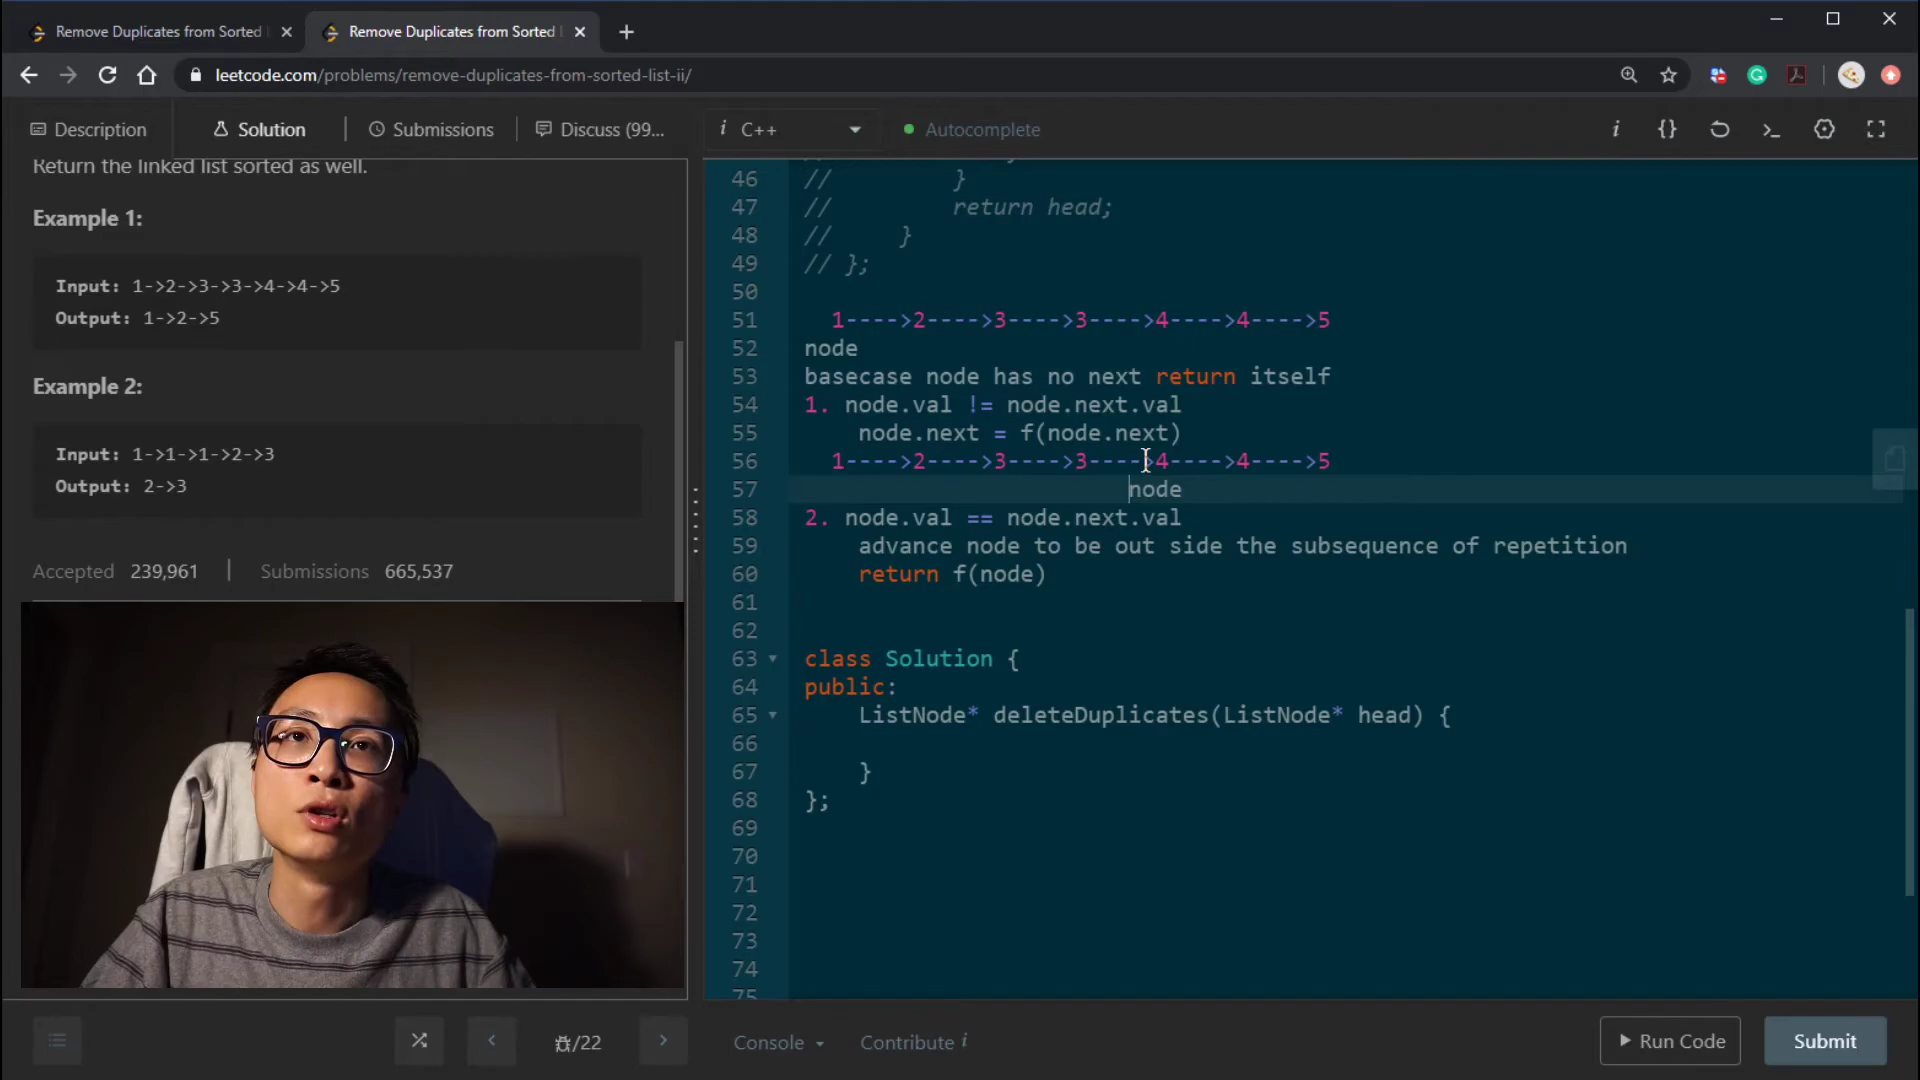 Remove Duplicates from Sorted
Remove Duplicates from Sorted
leetcode.com/problems/remove-duplicates-from-sorted-list-ii/
Description
Solution
Submissions
Discuss (99...
i C++
Autocomplete
Return the linked list sorted as well.
Example 1:
Input: 1->2->3->3->4->4->5
Output: 1->2->5
Example 2:
Input: 1->1->1->2->3
Output: 2->3
Accepted 239,961 | Submissions 665,537
46 // }
47 // return head;
48 // }
49 // };
50
51 1---->2---->3---->3---->4---->4---->5
52 node
53 basecase node has no next return itself
54 1. node.val != node.next.val
55 node.next = f(node.next)
56 1---->2---->3---->3---->4---->4---->5
57 node
58 2. node.val == node.next.val
59 advance node to be out side the subsequence of repetition
60 return f(node)
61
62
63 class Solution {
64 public:
65 ListNode* deleteDuplicates(ListNode* head) {
66
67 }
68 };
69
70
71
72
73
74
75
/22
Console
Contribute i
Run Code
Submit